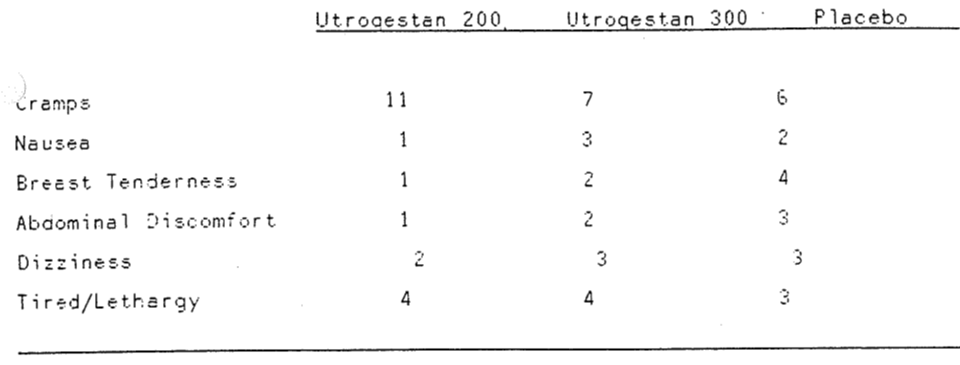 Utrogestan 200 Utrogestan 300 Placebo
Cramps 11 7 6
Nausea 1 3 2
Breast Tenderness 1 2 4
Abdominal Discomfort 1 2 3
Dizziness 2 3 3
Tired/Lethargy 4 4 3